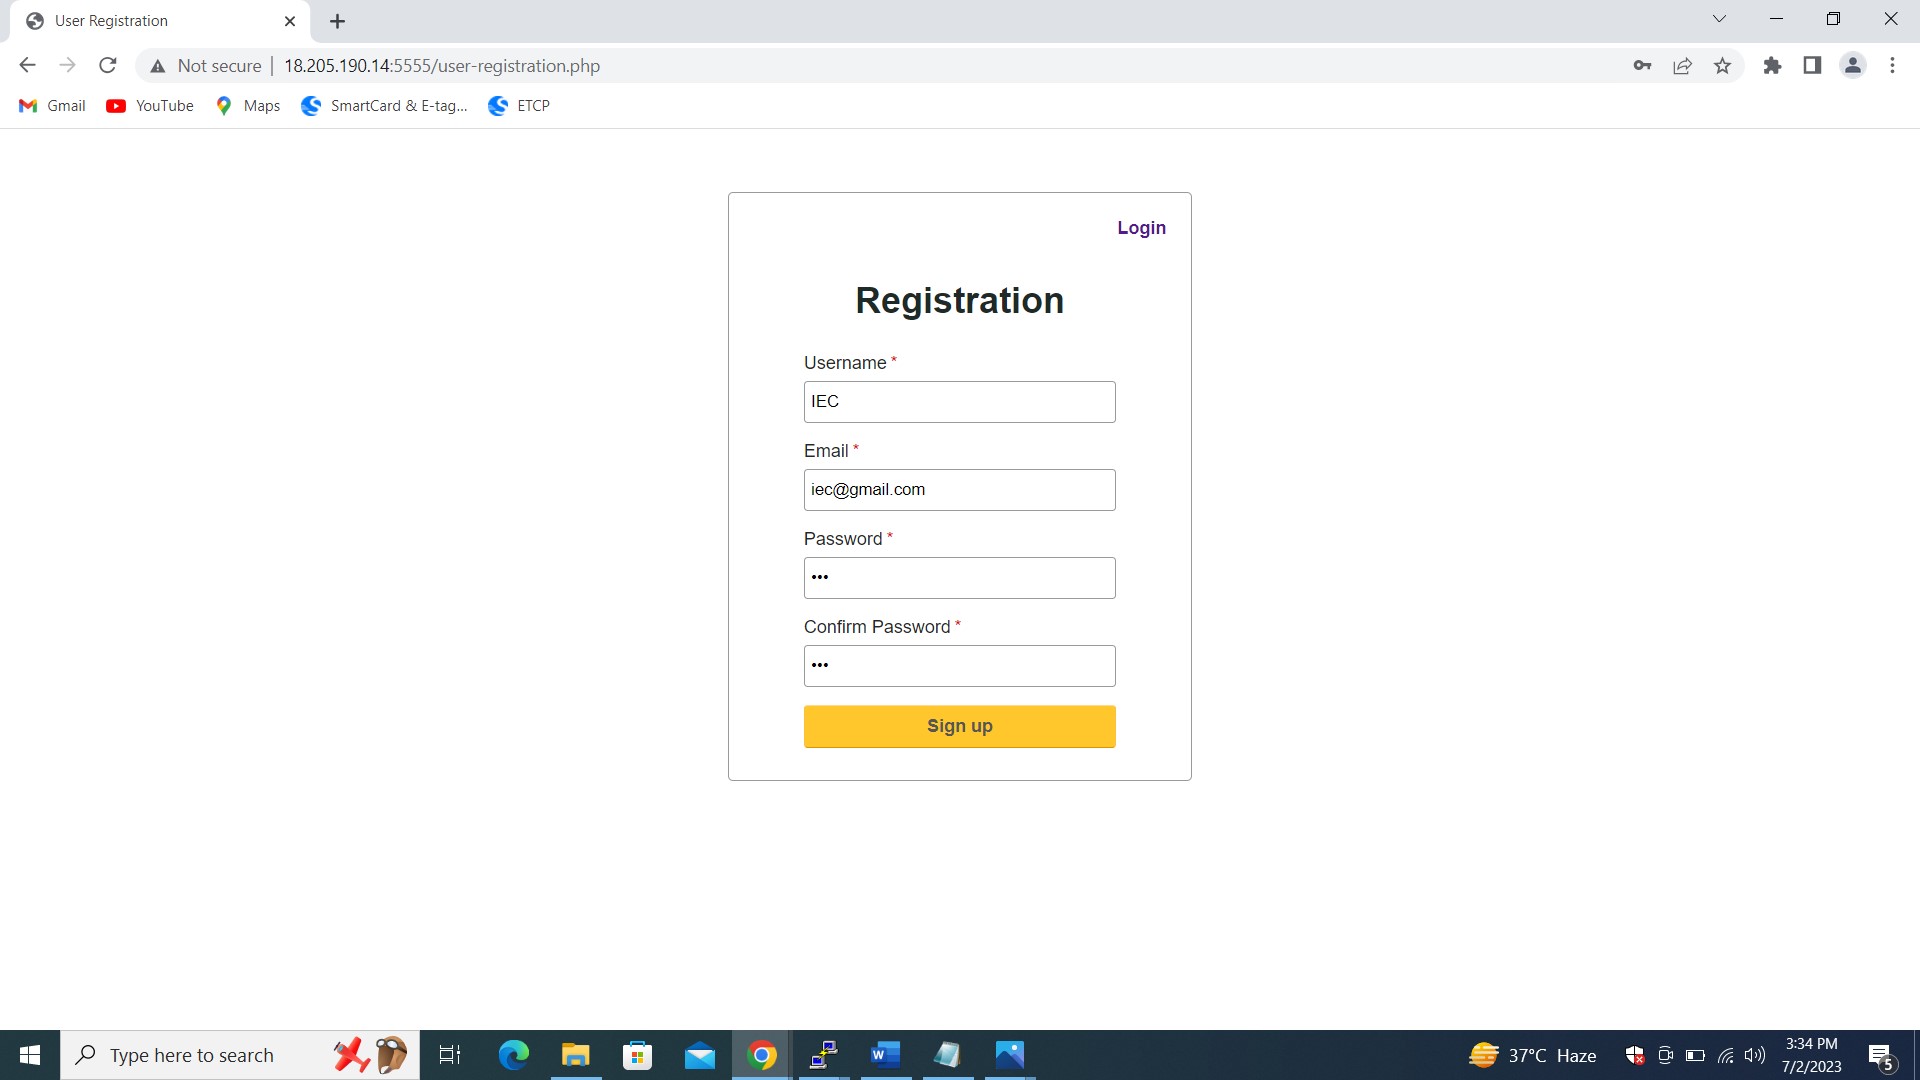 User Registration
Not secure 18.205.190.14:5555/user-registration.php
Gmail YouTube Maps SmartCard & E-tag... ETCP
Login
Registration
Username *
IEC
Email *
iec@gmail.com
Password *
•••
Confirm Password *
•••
Sign up
Type here to search
W
37°C Haze
3:34 PM
7/2/2023
5